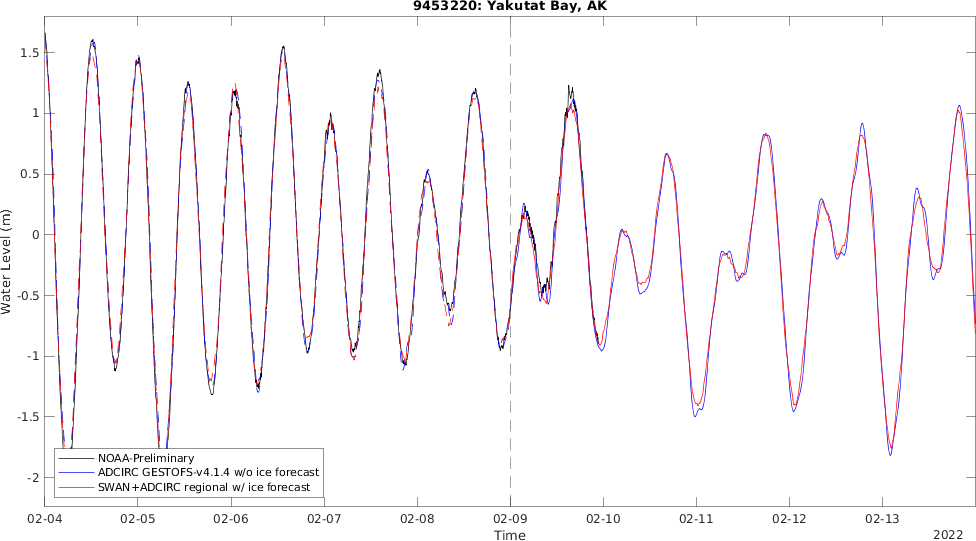 9453220: Yakutat Bay, AK
Water Level (m)
1.5
1
0.5
0
-0.5
-1
-1.5
-2
NOAA-Preliminary
ADCIRC GESTOFS-v4.1.4 w/o ice forecast
SWAN+ADCIRC regional w/ ice forecast
02-04 02-05 02-06 02-07 02-08 02-09 02-10 02-11 02-12 02-13
Time
2022